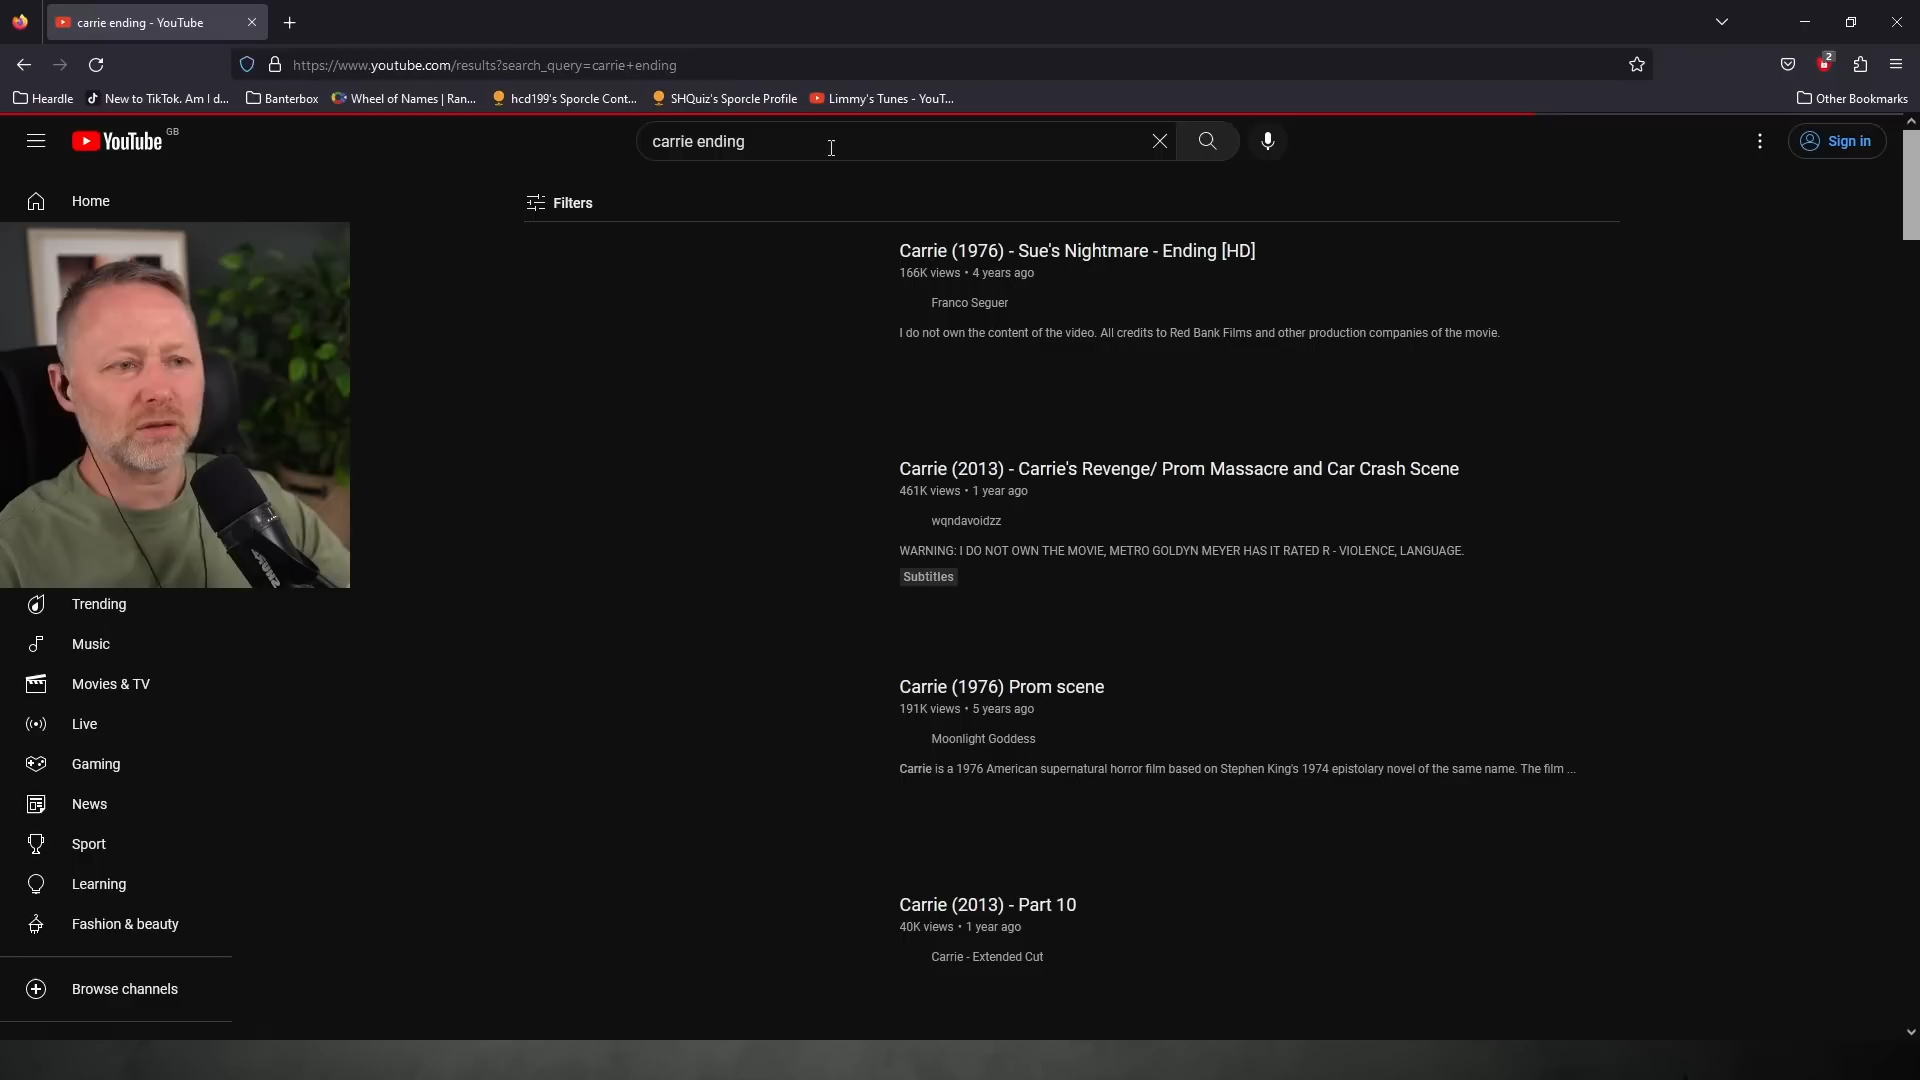 carrie ending - YouTube
https://www.youtube.com/results?search_query=carrie+ending
2
Heardle
New to TikTok. Am I d...
Banterbox
Wheel of Names | Ran...
hcd199's Sporcle Cont...
SHQuiz's Sporcle Profile
Limmy's Tunes - YouT...
Other Bookmarks
YouTube GB
carrie ending
Sign in
Home
Filters
Carrie (1976) - Sue's Nightmare - Ending [HD]
166K views • 4 years ago
Franco Seguer
I do not own the content of the video. All credits to Red Bank Films and other production companies of the movie.
Carrie (2013) - Carrie's Revenge/ Prom Massacre and Car Crash Scene
461K views • 1 year ago
wqndavoidzz
WARNING: I DO NOT OWN THE MOVIE, METRO GOLDYN MEYER HAS IT RATED R - VIOLENCE, LANGUAGE.
Subtitles
SHURE
Trending
Music
Movies & TV
Live
Gaming
News
Sport
Learning
Fashion & beauty
Browse channels
Carrie (1976) Prom scene
191K views • 5 years ago
Moonlight Goddess
Carrie is a 1976 American supernatural horror film based on Stephen King's 1974 epistolary novel of the same name. The film ...
Carrie (2013) - Part 10
40K views • 1 year ago
Carrie - Extended Cut